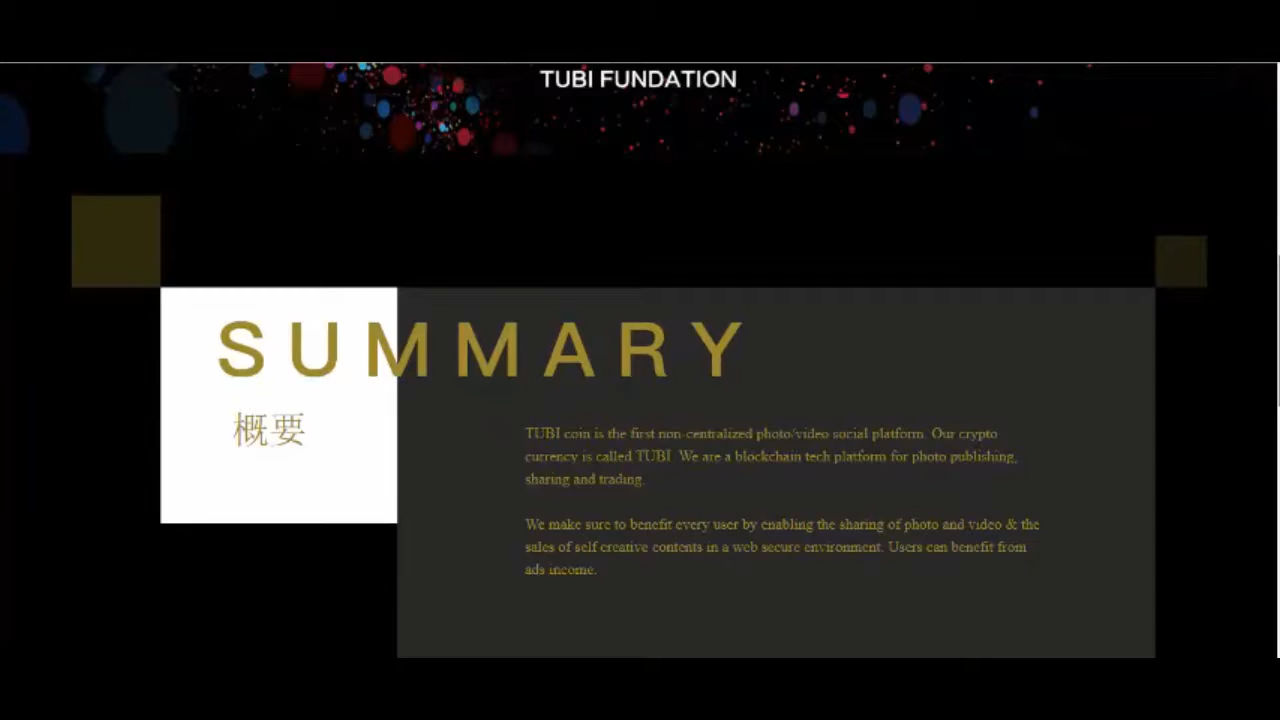 TUBI FUNDATION
SUMMARY
概要
TUBI coin is the first non-centralized photo/video social platform. Our crypto
currency is called TUBI. We are a blockchain tech platform for photo publishing,
sharing and trading.
We make sure to benefit every user by enabling the sharing of photo and video & the
sales of self creative contents in a web secure environment. Users can benefit from
ads income.